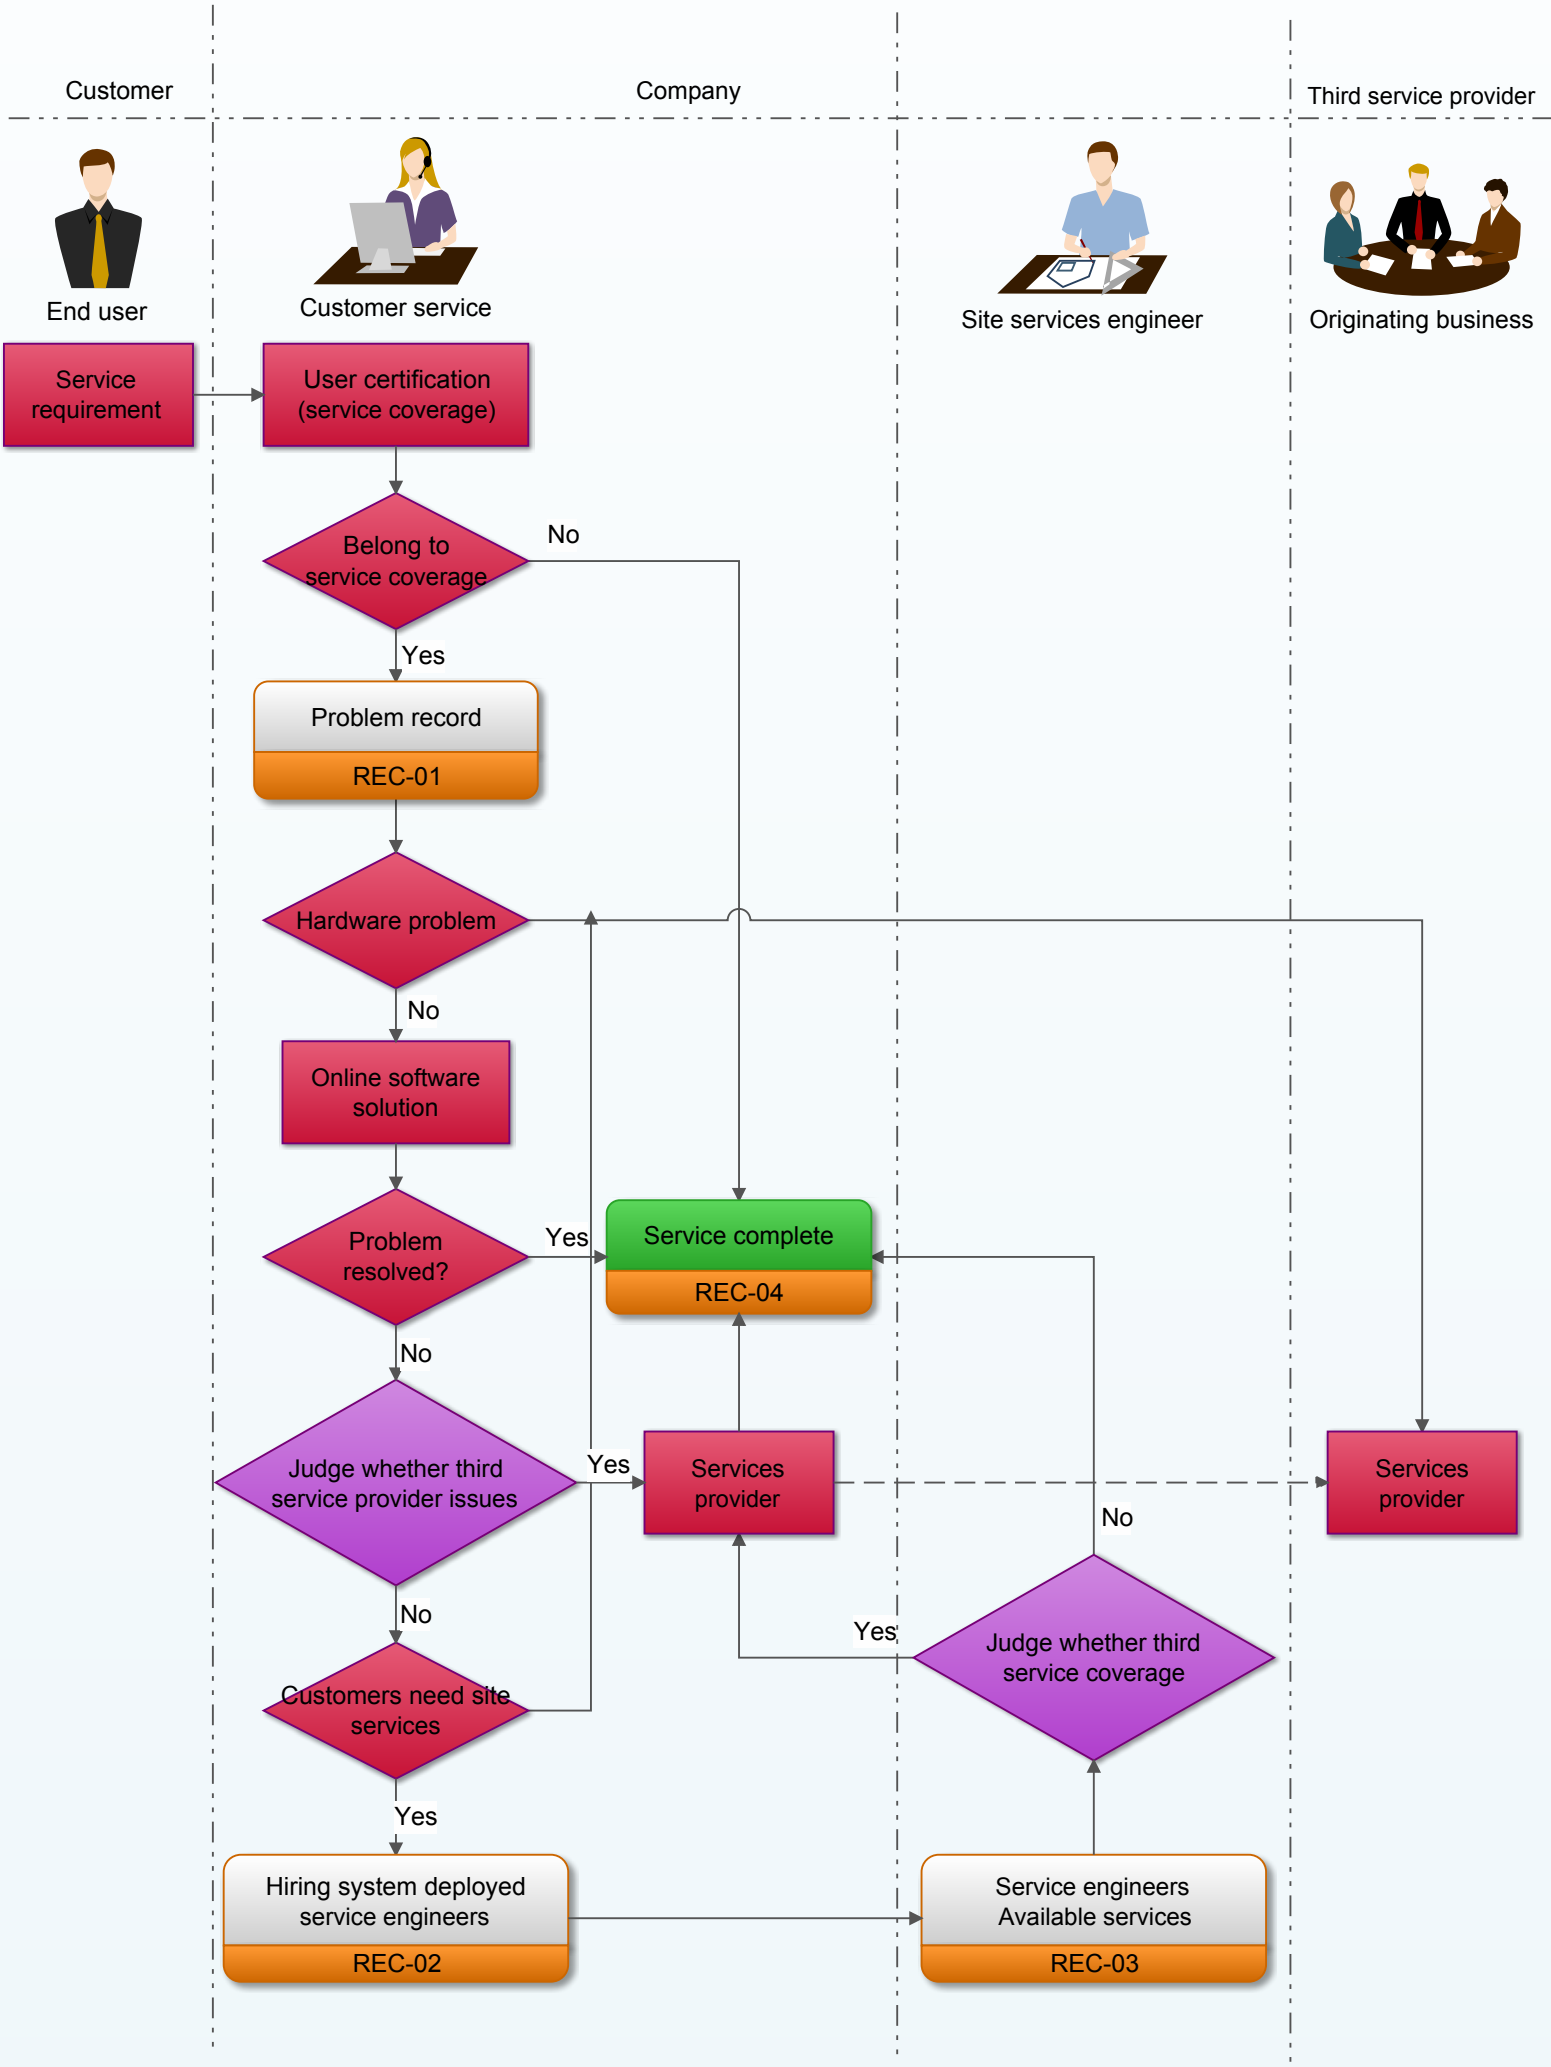 Customer
Company
Third service provider
End user
Customer service
Site services engineer
Originating business
Service
requirement
User certification
(service coverage)
No
Belong to
service coverage
Yes
Problem record
REC-01
Hardware problem
No
Online software
solution
Problem
resolved?
Yes
Service complete
REC-04
No
Judge whether third
service provider issues
Yes
Services
provider
Services
provider
No
No
Yes
Judge whether third
service coverage
Customers need site
services
Yes
Hiring system deployed
service engineers
REC-02
Service engineers
Available services
REC-03